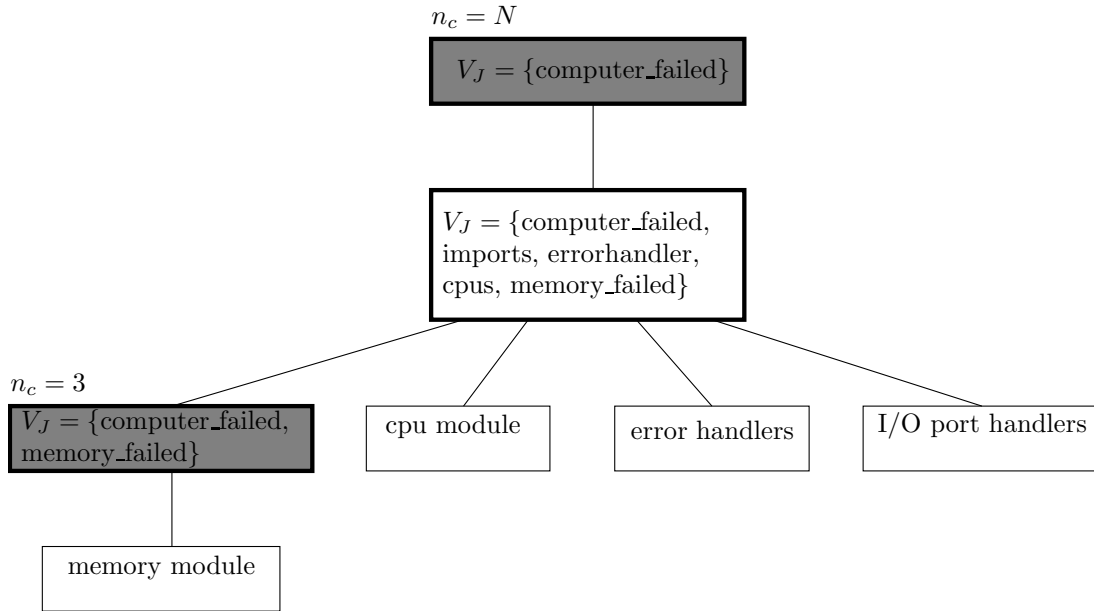 n_c = N
V_J = {computer_failed}
V_J = {computer_failed,
imports, errorhandler,
cpus, memory_failed}
n_c = 3
V_J = {computer_failed,
memory_failed}
cpu module
error handlers
I/O port handlers
memory module